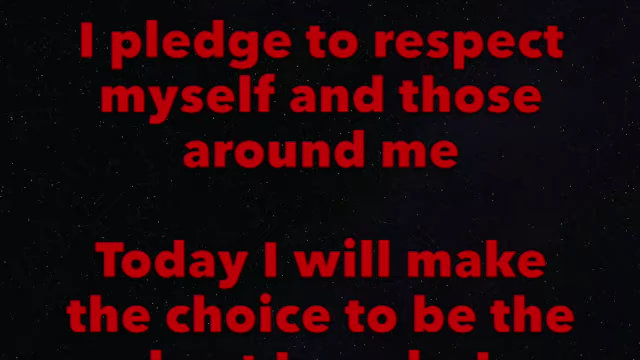 I pledge to respect
myself and those
around me
Today I will make
the choice to be the